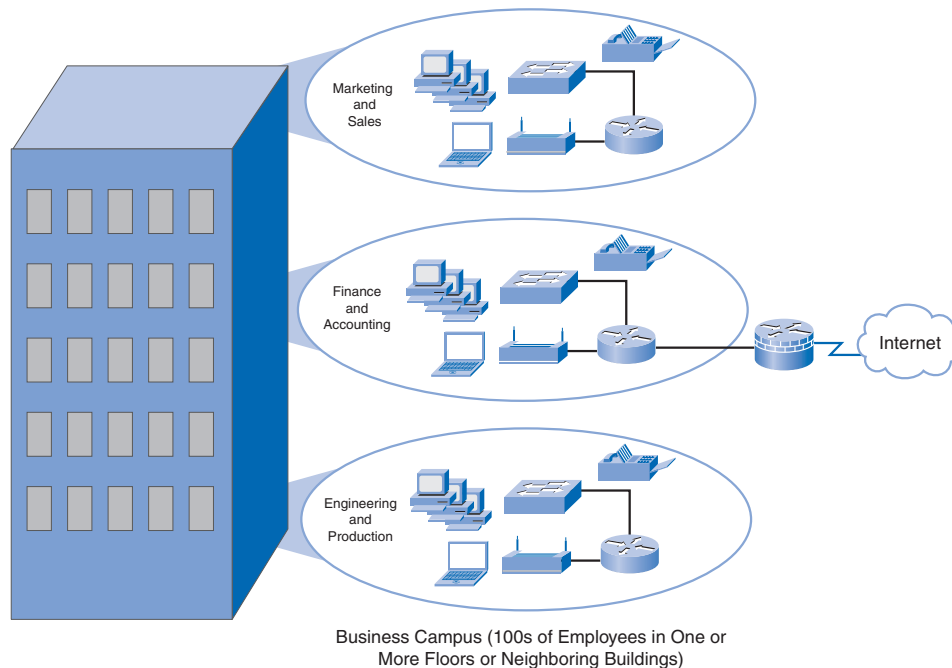 Marketing
and
Sales
Finance
and
Accounting
Internet
Engineering
and
Production
Business Campus (100s of Employees in One or
More Floors or Neighboring Buildings)